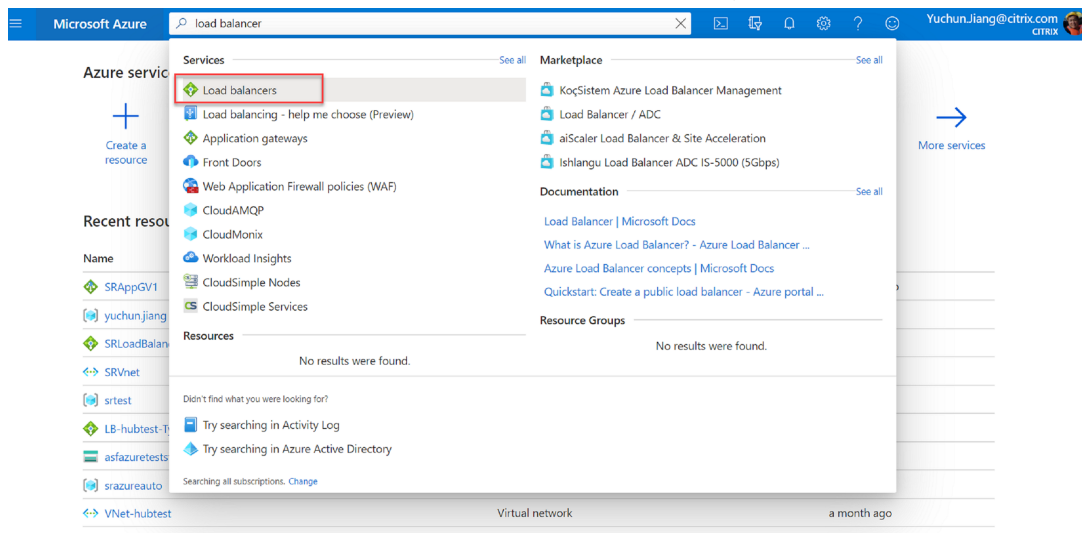 Microsoft Azure
load balancer
Yuchun.Jiang@citrix.com
CITRIX
Azure servic
Create a
resource
More services
Recent resou
Name
SRAppGV1
yuchun.jiang
SRLoadBalan
SRVnet
srtest
LB-hubtest-T
asfazuretests
srazureauto
VNet-hubtest
Virtual network
a month ago
Services
See all
Load balancers
Load balancing - help me choose (Preview)
Application gateways
Front Doors
Web Application Firewall policies (WAF)
CloudAMQP
CloudMonix
Workload Insights
CloudSimple Nodes
CloudSimple Services
Resources
No results were found.
Marketplace
See all
KoçSistem Azure Load Balancer Management
Load Balancer / ADC
aiScaler Load Balancer & Site Acceleration
Ishlangu Load Balancer ADC IS-5000 (5Gbps)
Documentation
See all
Load Balancer | Microsoft Docs
What is Azure Load Balancer? - Azure Load Balancer ...
Azure Load Balancer concepts | Microsoft Docs
Quickstart: Create a public load balancer - Azure portal ...
Resource Groups
No results were found.
Didn't find what you were looking for?
Try searching in Activity Log
Try searching in Azure Active Directory
Searching all subscriptions. Change